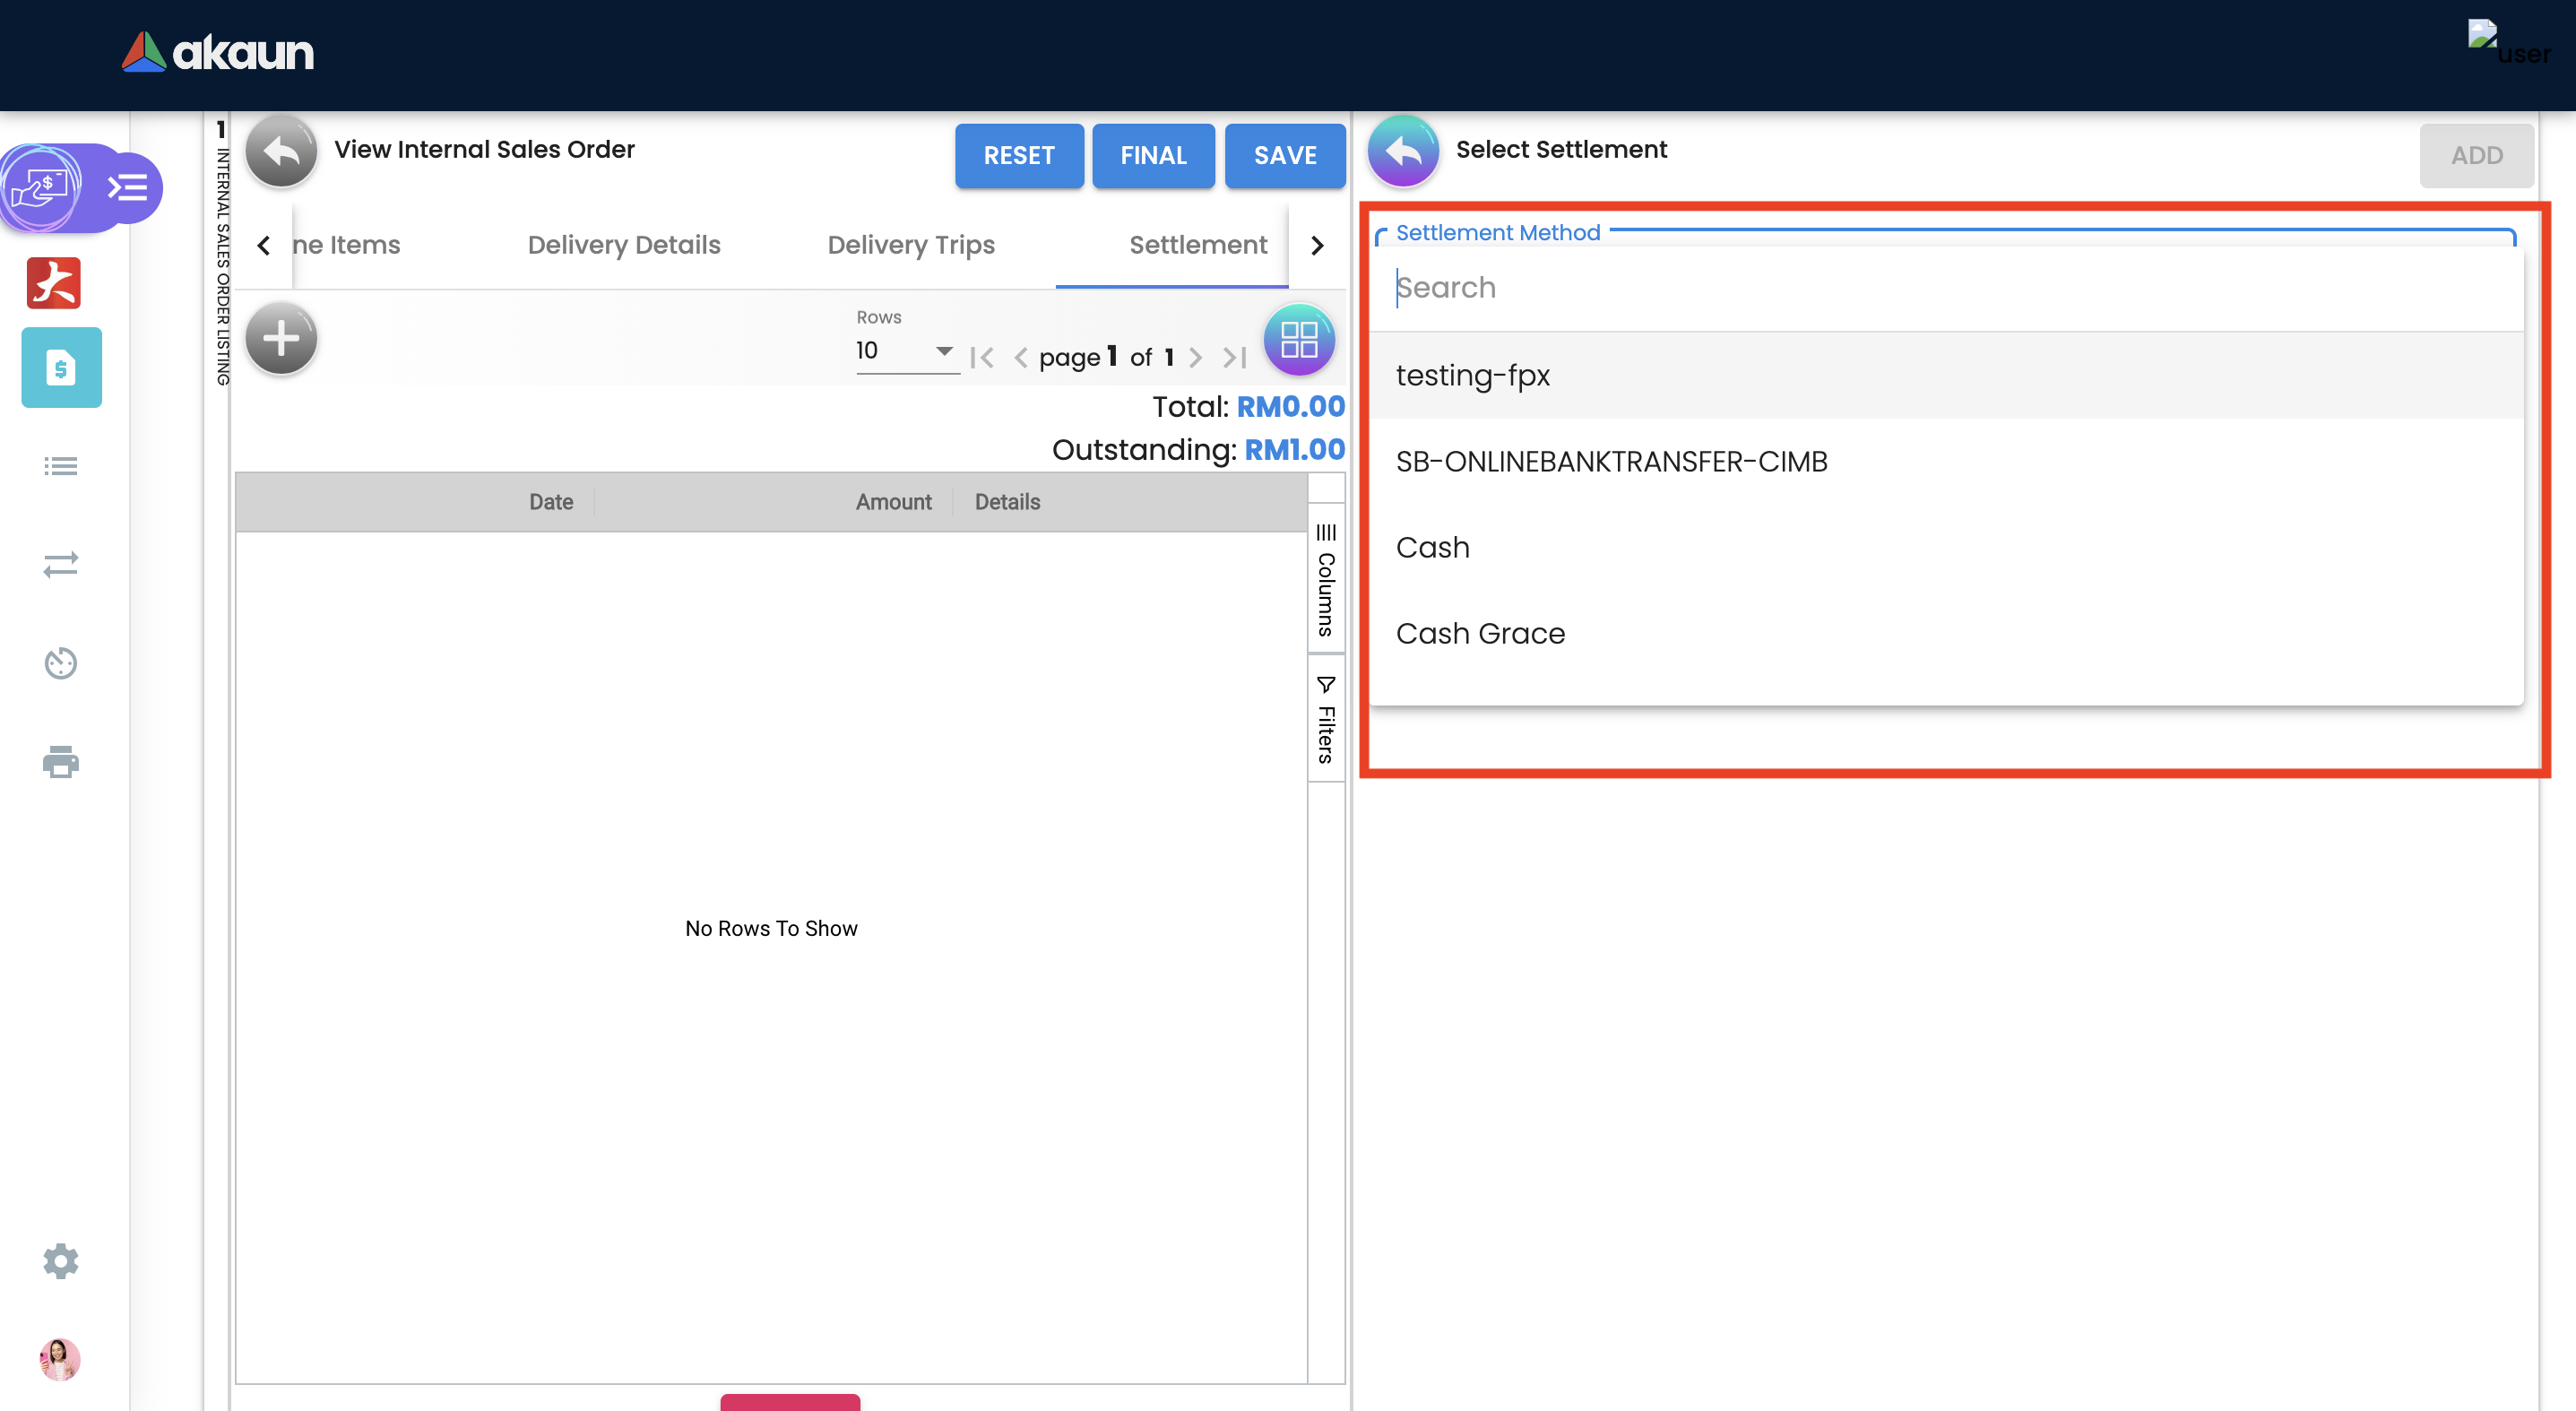 akaun
user
1 INTERNAL SALES ORDER LISTING
View Internal Sales Order
RESET
FINAL
SAVE
ne Items
Delivery Details
Delivery Trips
Settlement
Rows
10
page 1 of 1
Total: RM0.00
Outstanding: RM1.00
Date
Amount
Details
Columns
Filters
No Rows To Show
Select Settlement
ADD
Settlement Method
Search
testing-fpx
SB-ONLINEBANKTRANSFER-CIMB
Cash
Cash Grace